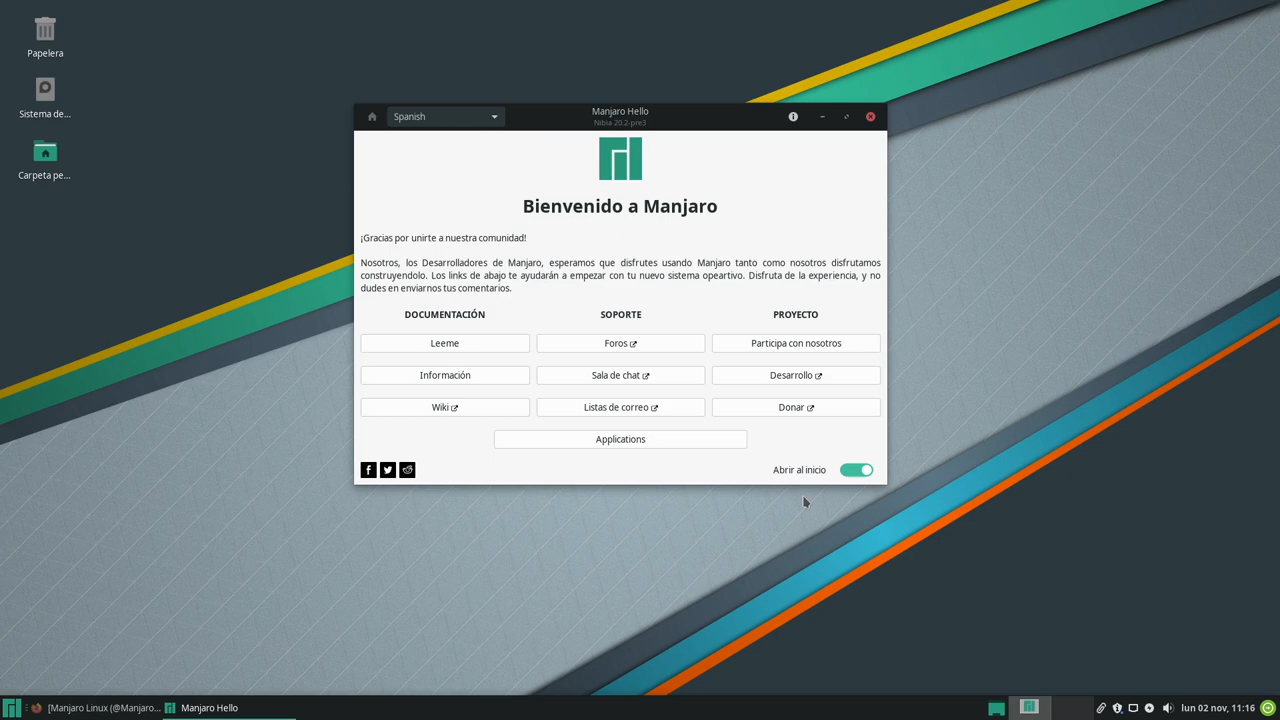 Papelera
Sistema de...
Carpeta pe...
Spanish
Manjaro Hello
Nibia 20.2-pre3
Bienvenido a Manjaro
¡Gracias por unirte a nuestra comunidad!
Nosotros, los Desarrolladores de Manjaro, esperamos que disfrutes usando Manjaro tanto como nosotros disfrutamos
construyendolo. Los links de abajo te ayudarán a empezar con tu nuevo sistema opeartivo. Disfruta de la experiencia, y no
dudes en enviarnos tus comentarios.
DOCUMENTACIÓN SOPORTE PROYECTO
Leeme Foros Participa con nosotros
Información Sala de chat Desarrollo
Wiki Listas de correo Donar
Applications
Abrir al inicio
[Manjaro Linux (@Manjaro... Manjaro Hello lun 02 nov, 11:16